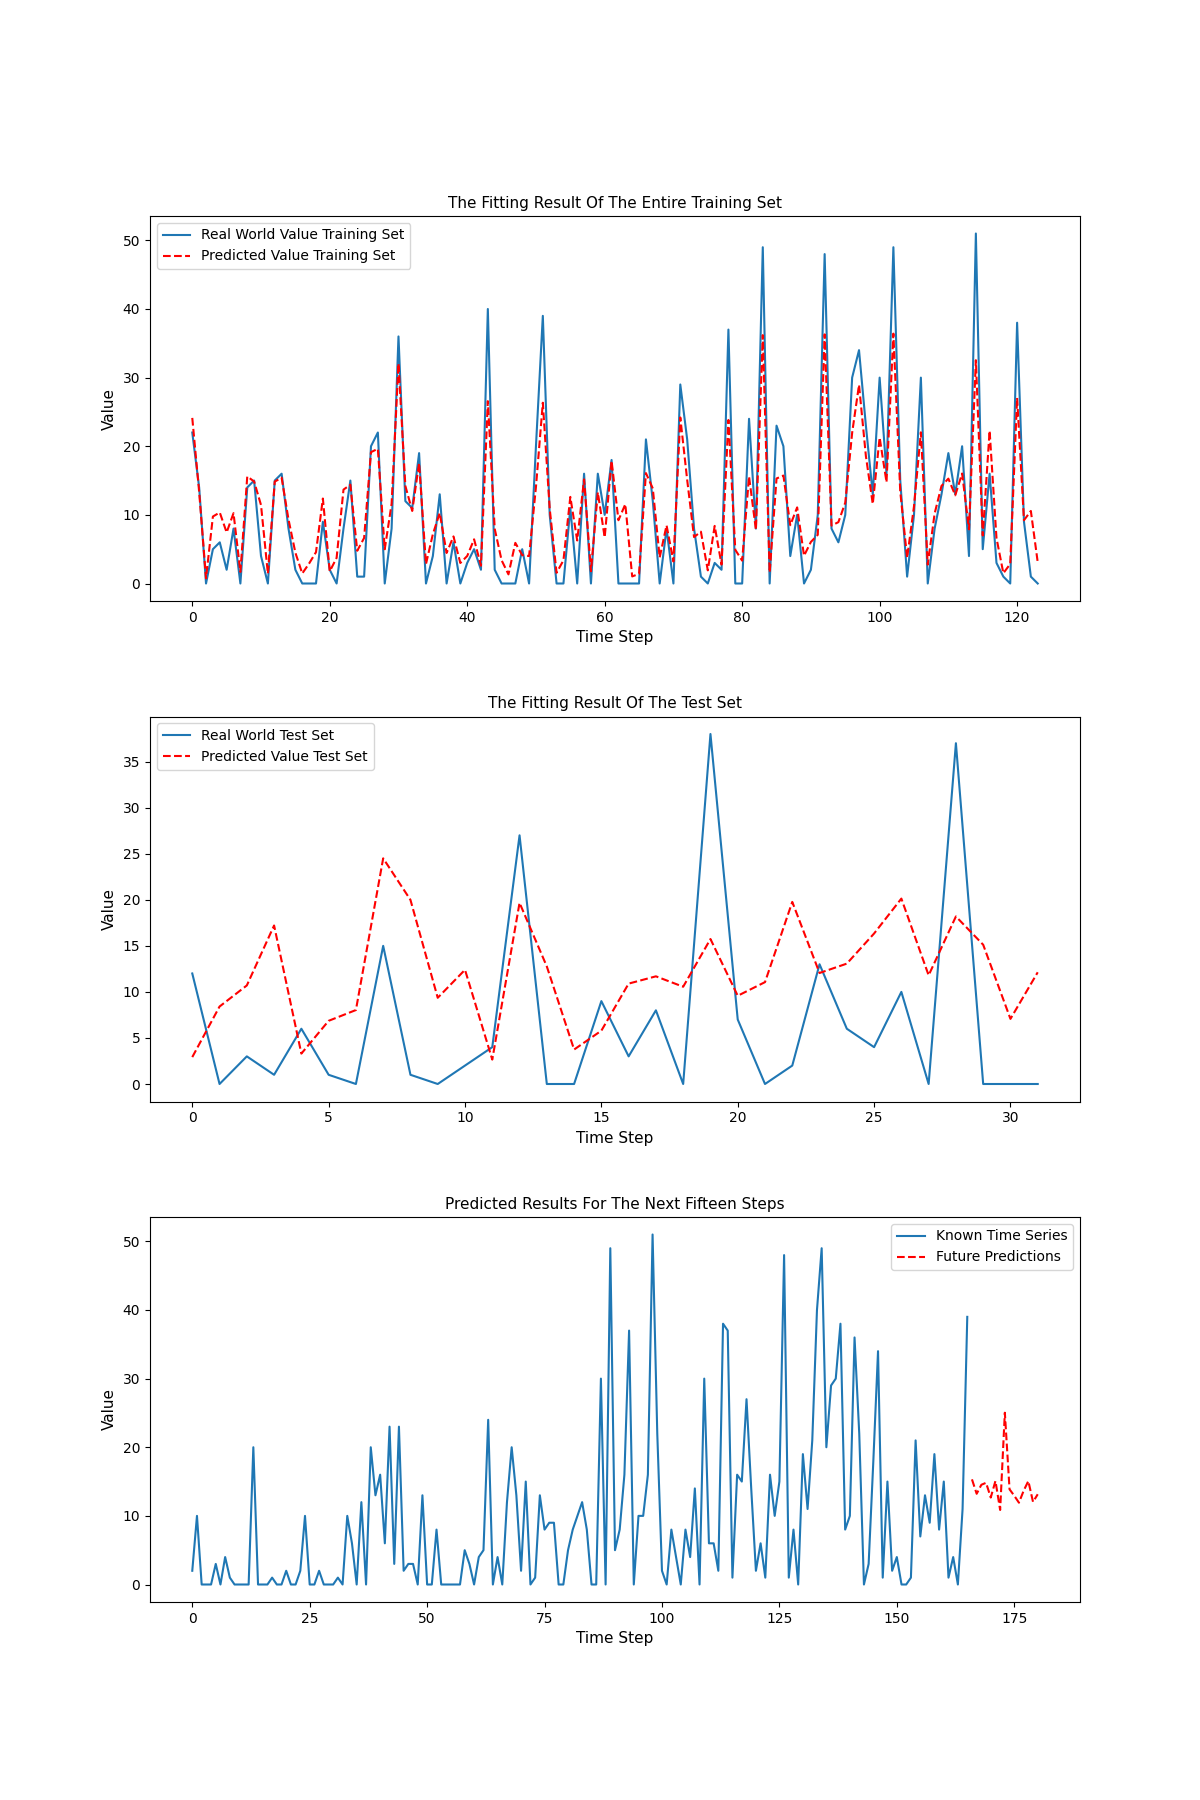 The Fitting Result Of The Entire Training Set
Real World Value Training Set
Predicted Value Training Set
Value
50
40
30
20
10
0
0 20 40 60 80 100 120
Time Step
The Fitting Result Of The Test Set
Real World Test Set
Predicted Value Test Set
Value
35
30
25
20
15
10
5
0
0 5 10 15 20 25 30
Time Step
Predicted Results For The Next Fifteen Steps
Known Time Series
Future Predictions
Value
50
40
30
20
10
0
0 25 50 75 100 125 150 175
Time Step